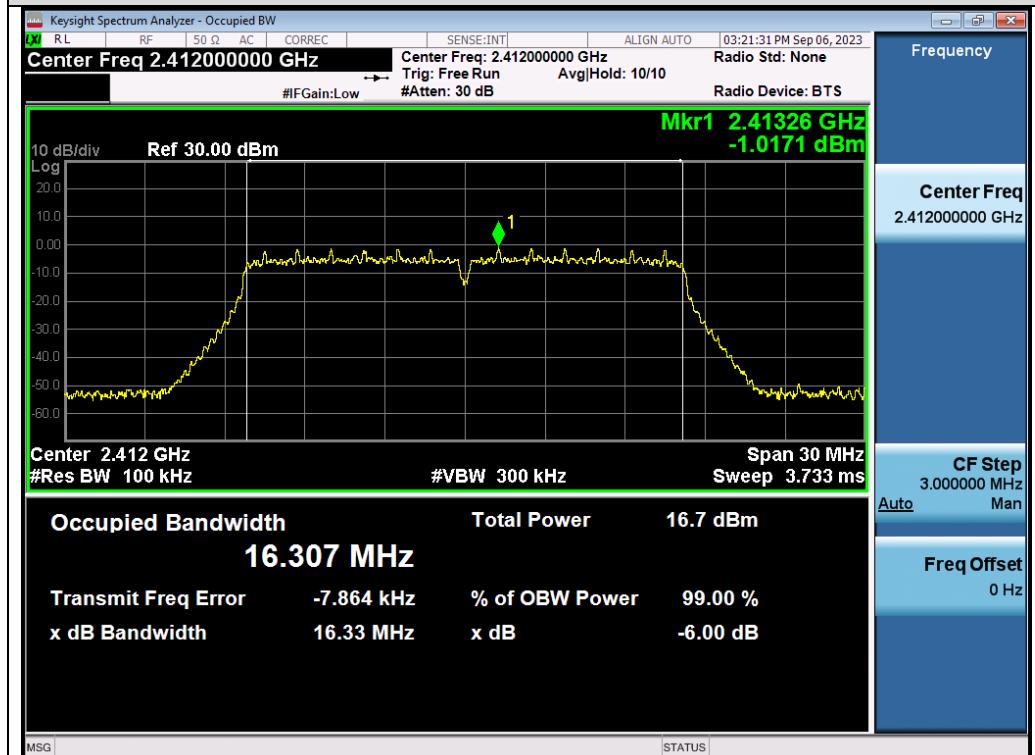 Keysight Spectrum Analyzer - Occupied BW
LXI RL RF 50 Ω AC CORREC SENSE:INT ALIGN AUTO 03:21:31 PM Sep 06, 2023
Center Freq 2.412000000 GHz
Center Freq: 2.412000000 GHz
Radio Std: None
Trig: Free Run Avg|Hold: 10/10
#IFGain:Low #Atten: 30 dB Radio Device: BTS
Mkr1 2.41326 GHz
-1.0171 dBm
10 dB/div Ref 30.00 dBm
Log
20.0
10.0
0.00
-10.0
-20.0
-30.0
-40.0
-50.0
-60.0
1
Center 2.412 GHz Span 30 MHz
#Res BW 100 kHz #VBW 300 kHz Sweep 3.733 ms
Occupied Bandwidth Total Power 16.7 dBm
16.307 MHz
Transmit Freq Error -7.864 kHz % of OBW Power 99.00 %
x dB Bandwidth 16.33 MHz x dB -6.00 dB
Frequency
Center Freq
2.412000000 GHz
CF Step
3.000000 MHz
Auto Man
Freq Offset
0 Hz
MSG STATUS